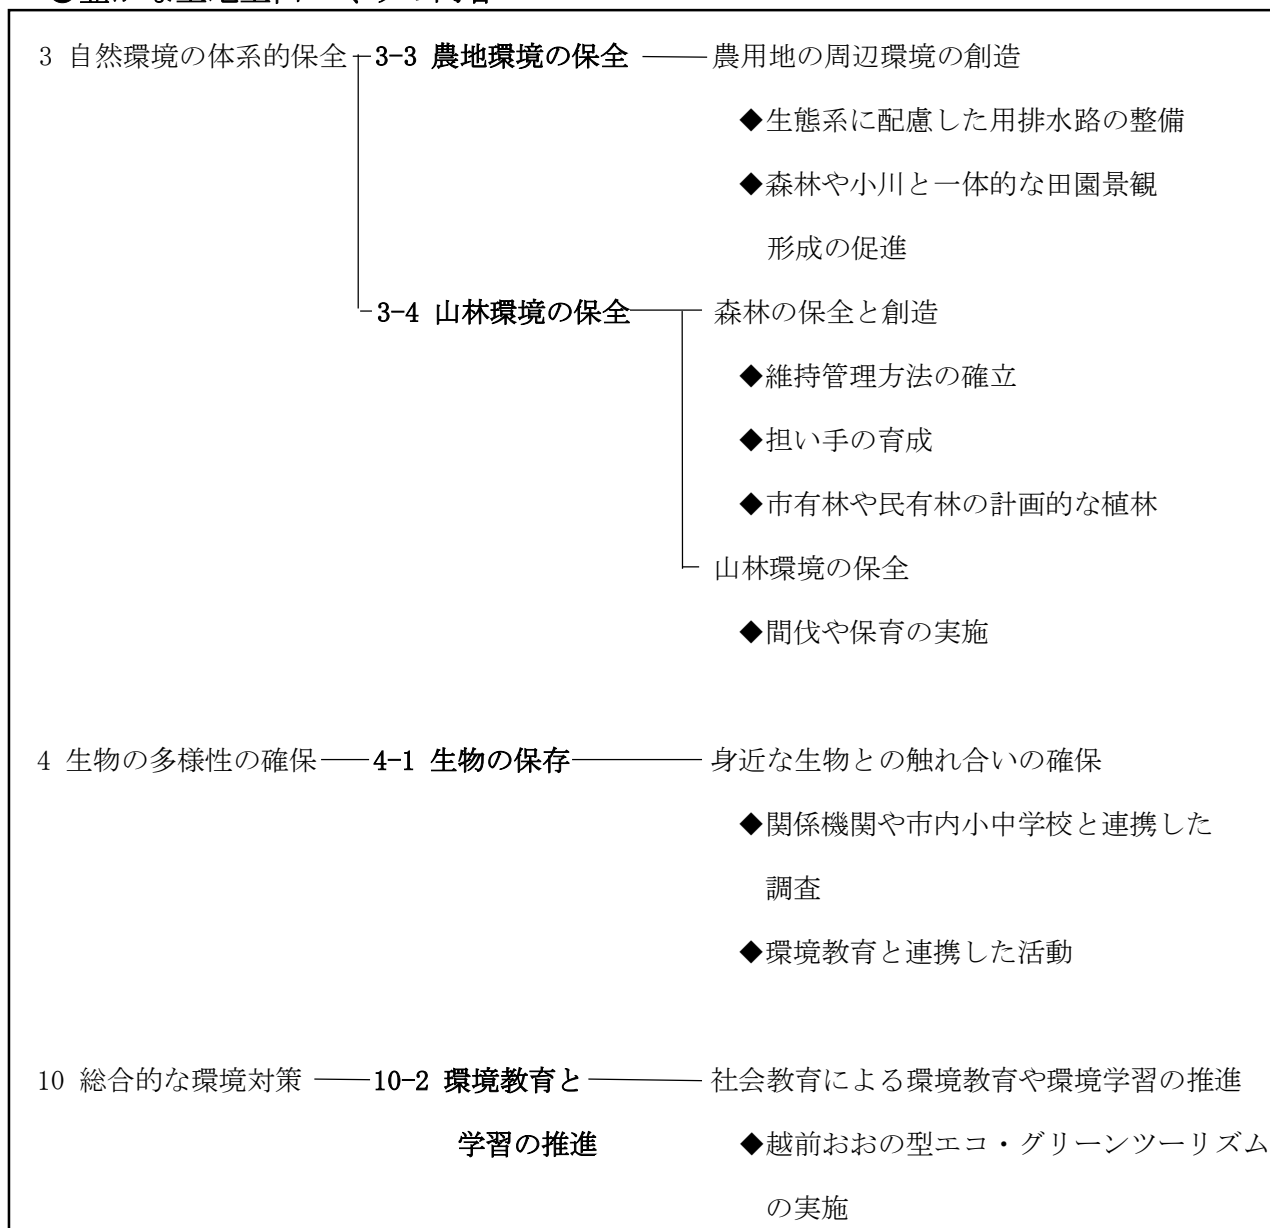 3 自然環境の体系的保全 3-3 農地環境の保全 農用地の周辺環境の創造
◆生態系に配慮した用排水路の整備
◆森林や小川と一体的な田園景観
形成の促進
3-4 山林環境の保全 森林の保全と創造
◆維持管理方法の確立
◆担い手の育成
◆市有林や民有林の計画的な植林
山林環境の保全
◆間伐や保育の実施
4 生物の多様性の確保 4-1 生物の保存 身近な生物との触れ合いの確保
◆関係機関や市内小中学校と連携した
調査
◆環境教育と連携した活動
10 総合的な環境対策 10-2 環境教育と 社会教育による環境教育や環境学習の推進
学習の推進 ◆越前おおの型エコ・グリーンツーリズム
の実施